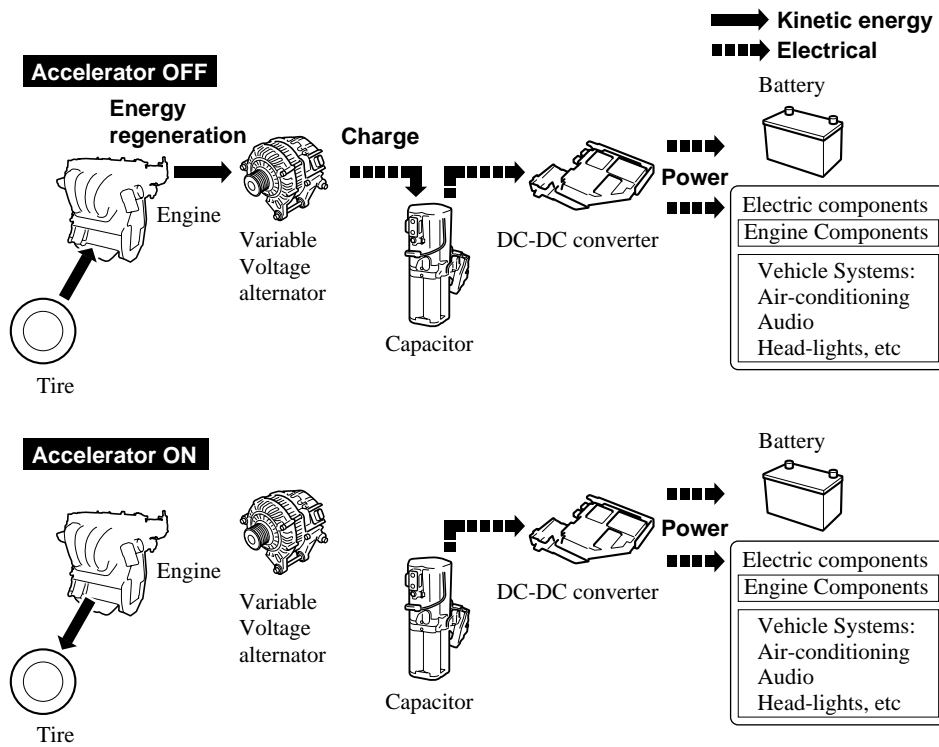 Kinetic energy
Electrical
Accelerator OFF
Battery
Energy
regeneration
Charge
Power
Engine
Variable
Voltage
alternator
DC-DC converter
Electric components
Engine Components
Vehicle Systems:
Air-conditioning
Audio
Head-lights, etc
Capacitor
Tire
Accelerator ON
Battery
Power
Engine
Variable
Voltage
alternator
DC-DC converter
Electric components
Engine Components
Vehicle Systems:
Air-conditioning
Audio
Head-lights, etc
Capacitor
Tire